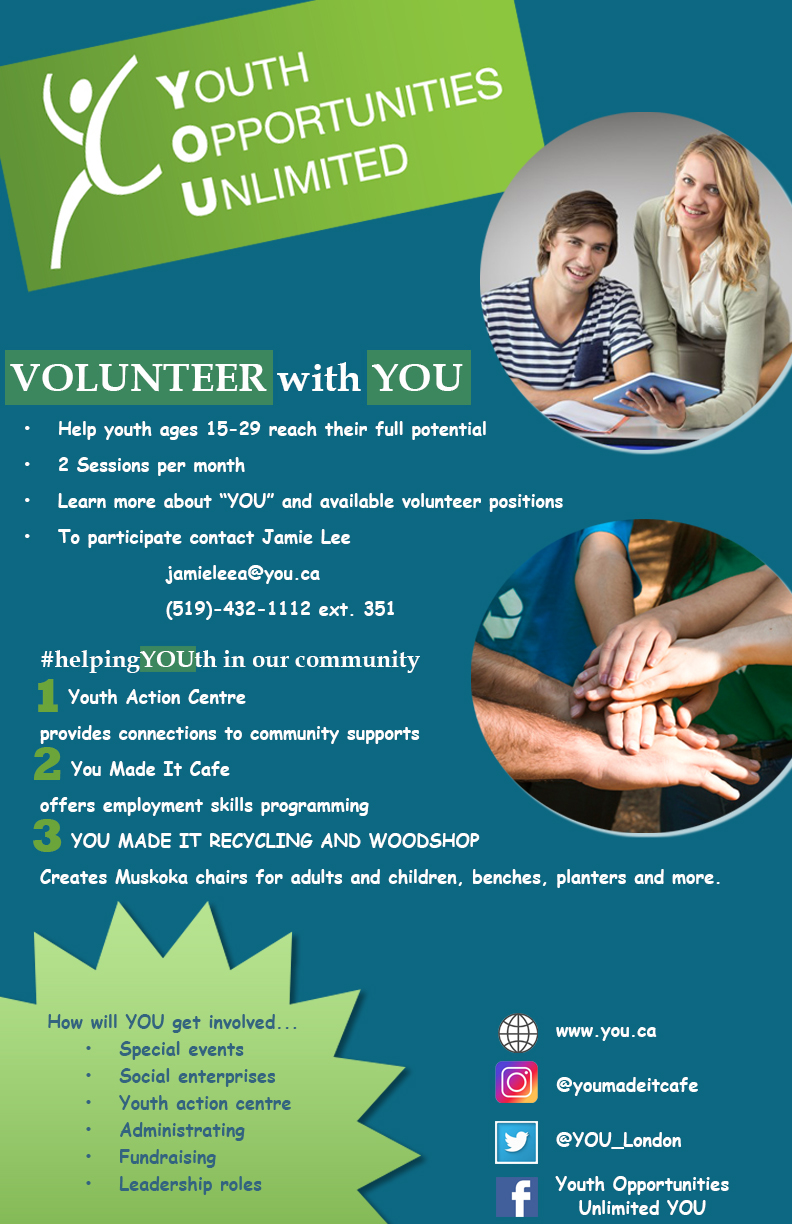 YOUTH
OPPORTUNITIES
UNLIMITED
VOLUNTEER with YOU
• Help youth ages 15-29 reach their full potential
• 2 Sessions per month
• Learn more about “YOU” and available volunteer positions
• To participate contact Jamie Lee
jamieleea@you.ca
(519)-432-1112 ext. 351
#helpingYOUth in our community
1 Youth Action Centre
provides connections to community supports
2 You Made It Cafe
offers employment skills programming
3 YOU MADE IT RECYCLING AND WOODSHOP
Creates Muskoka chairs for adults and children, benches, planters and more.
How will YOU get involved...
• Special events
• Social enterprises
• Youth action centre
• Administrating
• Fundraising
• Leadership roles
www.you.ca
@youmadeitcafe
@YOU_London
Youth Opportunities
Unlimited YOU